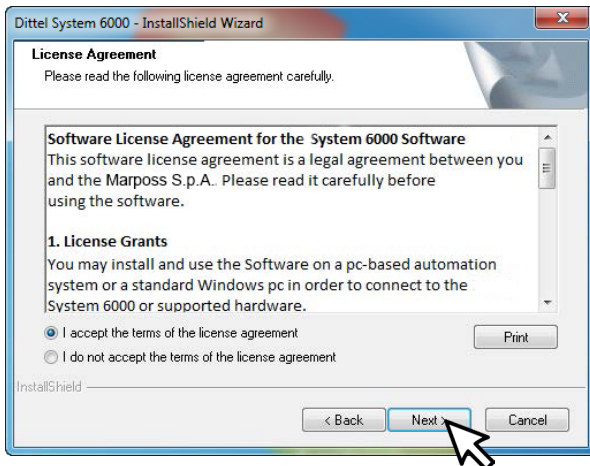 Dittel System 6000 - InstallShield Wizard
License Agreement
Please read the following license agreement carefully.
Software License Agreement for the System 6000 Software
This software license agreement is a legal agreement between you
and the Marposs S.p.A. Please read it carefully before
using the software.
1. License Grants
You may install and use the Software on a pc-based automation
system or a standard Windows pc in order to connect to the
System 6000 or supported hardware.
I accept the terms of the license agreement
Print
I do not accept the terms of the license agreement
InstallShield
< Back
Next >
Cancel